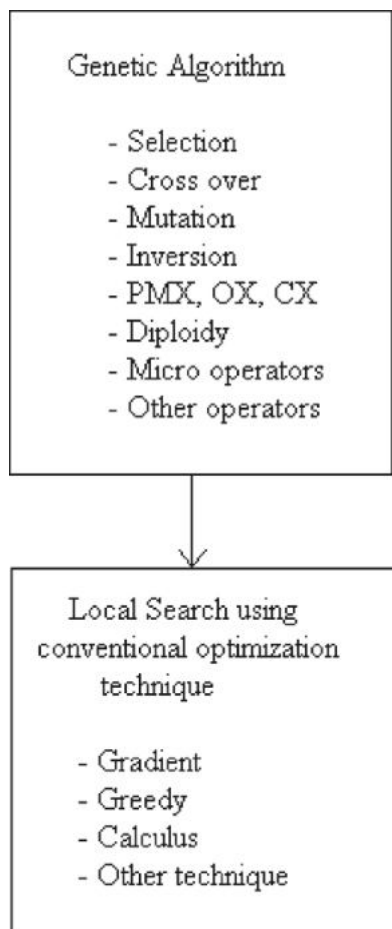 Genetic Algorithm
- Selection
- Cross over
- Mutation
- Inversion
- PMX, OX, CX
- Diploidy
- Micro operators
- Other operators
Local Search using
conventional optimization
technique
- Gradient
- Greedy
- Calculus
- Other technique